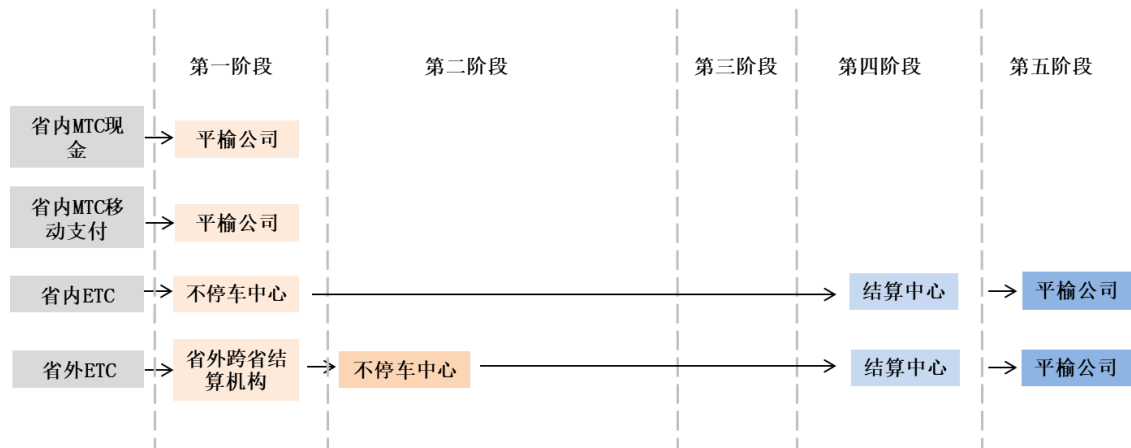 第一阶段
第二阶段
第三阶段
第四阶段
第五阶段
省内MTC现
金
平榆公司
省内MTC移
动支付
平榆公司
省内ETC
不停车中心
结算中心
平榆公司
省外ETC
省外跨省结
算机构
不停车中心
结算中心
平榆公司